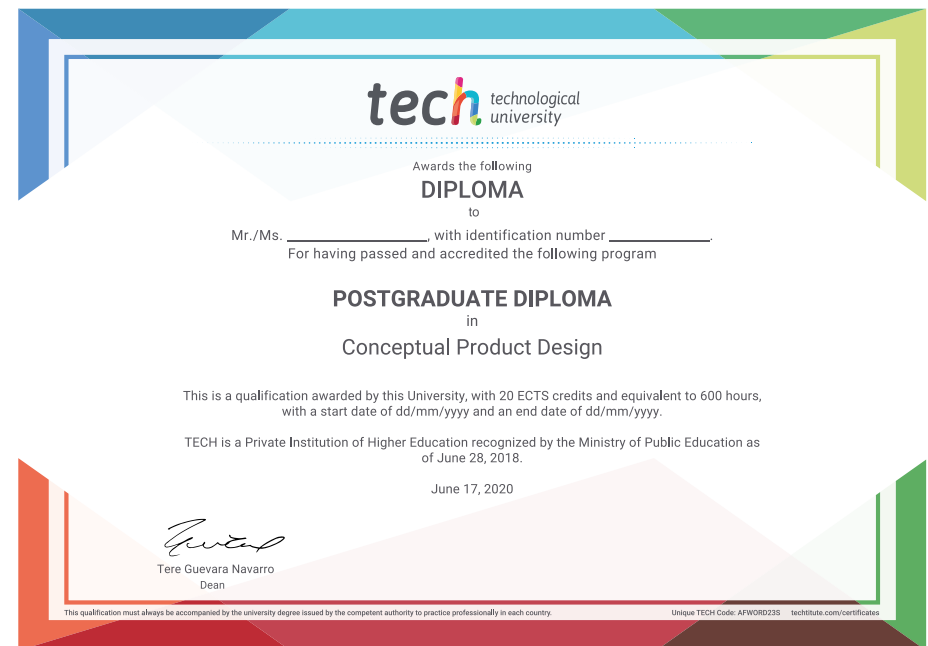 tech technological
university
Awards the following
DIPLOMA
to
Mr./Ms. ____________, with identification number ____________.
For having passed and accredited the following program
POSTGRADUATE DIPLOMA
in
Conceptual Product Design
This is a qualification awarded by this University, with 20 ECTS credits and equivalent to 600 hours,
with a start date of dd/mm/yyyy and an end date of dd/mm/yyyy.
TECH is a Private Institution of Higher Education recognized by the Ministry of Public Education as
of June 28, 2018.
June 17, 2020
Tere Guevara Navarro
Dean
This qualification must always be accompanied by the university degree issued by the competent authority to practice professionally in each country.
Unique TECH Code: AFWORD23S techtitute.com/certificates